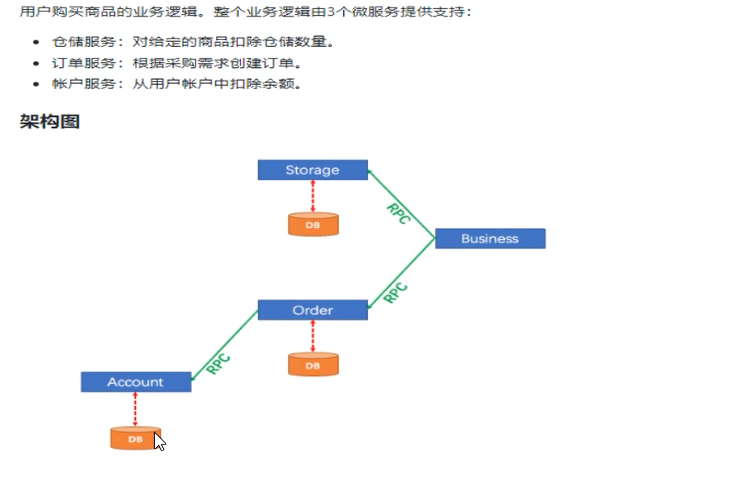 用户购买商品的业务逻辑。整个业务逻辑由3个微服务提供支持：
仓储服务：对给定的商品扣除仓储数量。
订单服务：根据采购需求创建订单。
帐户服务：从用户帐户中扣除余额。
架构图
Storage
DB
RPC
Business
RPC
Order
DB
RPC
Account
DB